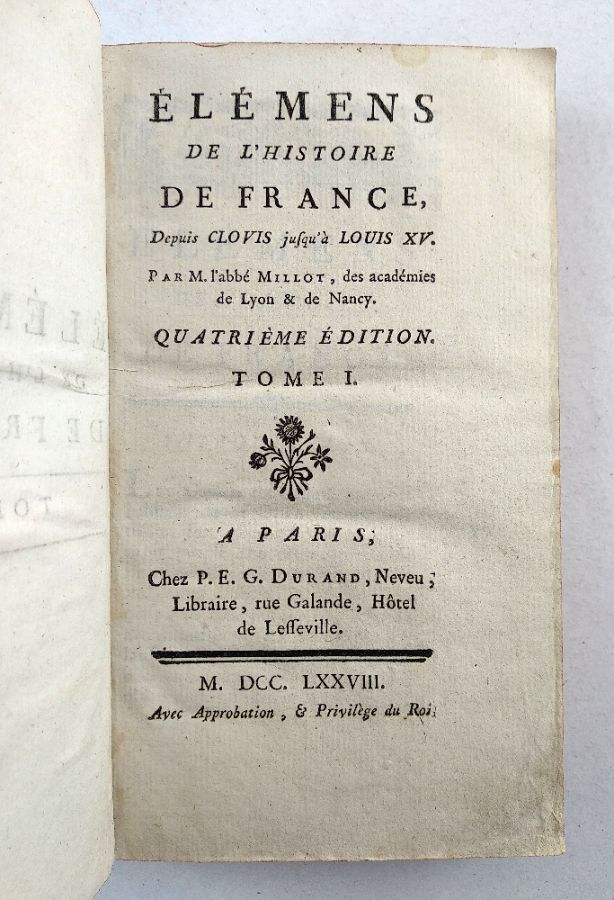 ÉLÉMENS
DE L'HISTOIRE
DE FRANCE,
Depuis CLOVIS juſqu'à LOUIS XV.
PAR M. l'abbé MILLOT, des académies
de Lyon & de Nancy.
QUATRIÈME ÉDITION.
TOME I.
A PARIS,
Chez P. E. G. DURAND, Neveu,
Libraire, rue Galande, Hôtel
de Leſſeville.
M. DCC. LXXVIII.
Avec Approbation, & Privilège du Roi.